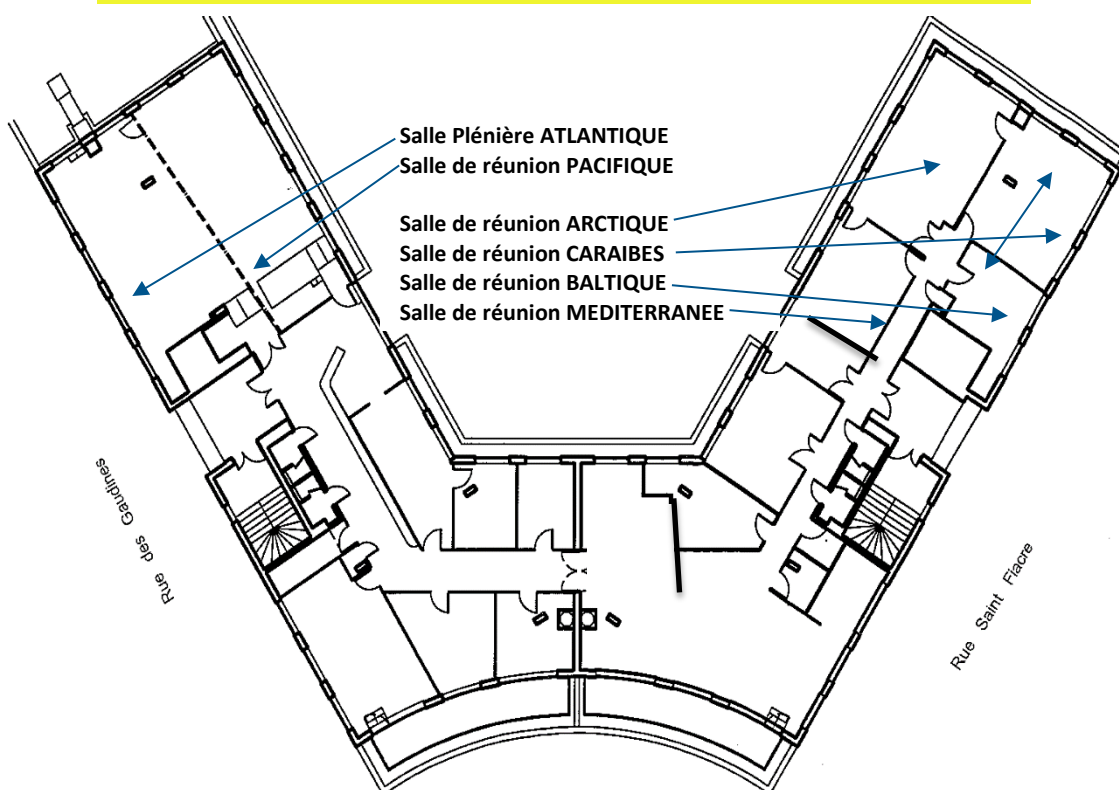 Salle Plénière ATLANTIQUE
Salle de réunion PACIFIQUE
Salle de réunion ARCTIQUE
Salle de réunion CARAIBES
Salle de réunion BALTIQUE
Salle de réunion MEDITERRANEE
Rue des Gaudines
Rue Saint Fiacre